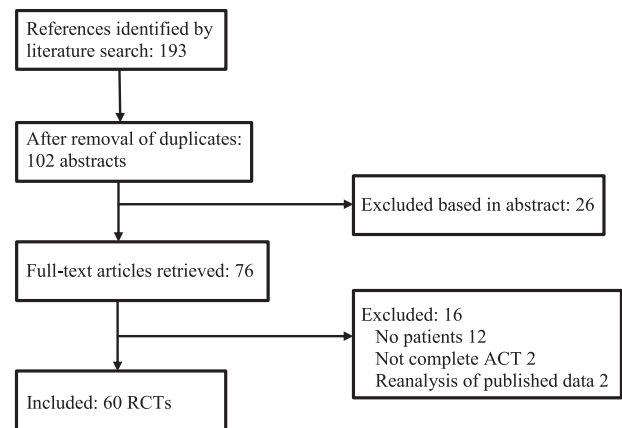 References identified by
literature search: 193
After removal of duplicates:
102 abstracts
Excluded based in abstract: 26
Full-text articles retrieved: 76
Excluded: 16
No patients 12
Not complete ACT 2
Reanalysis of published data 2
Included: 60 RCTs